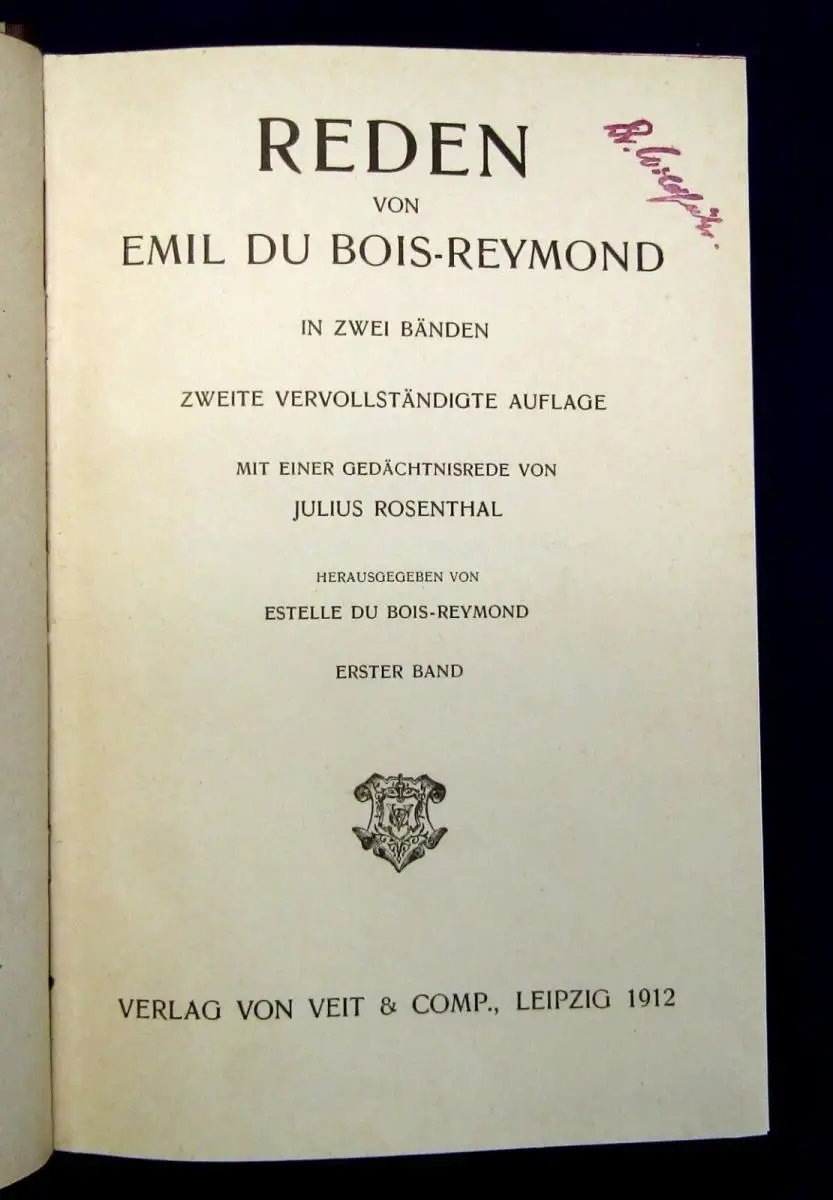 REDEN
VON
EMIL DU BOIS-REYMOND
IN ZWEI BÄNDEN
ZWEITE VERVOLLSTÄNDIGTE AUFLAGE
MIT EINER GEDÄCHTNISREDE VON
JULIUS ROSENTHAL
HERAUSGEGEBEN VON
ESTELLE DU BOIS-REYMOND
ERSTER BAND
VERLAG VON VEIT & COMP., LEIPZIG 1912